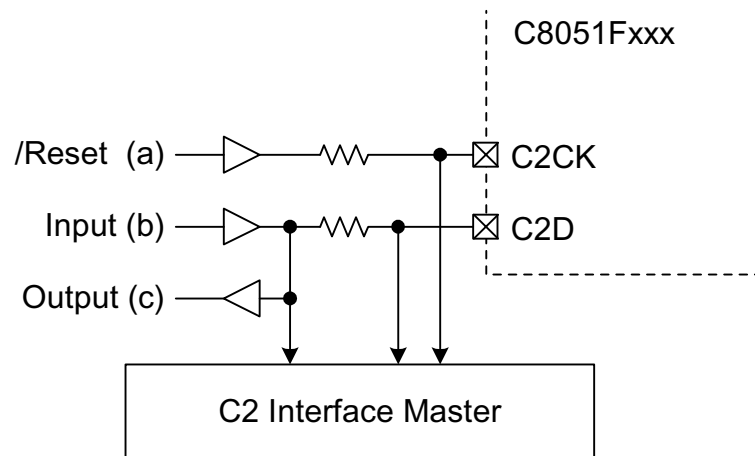 C8051Fxxx
/Reset (a)
C2CK
Input (b)
C2D
Output (c)
C2 Interface Master